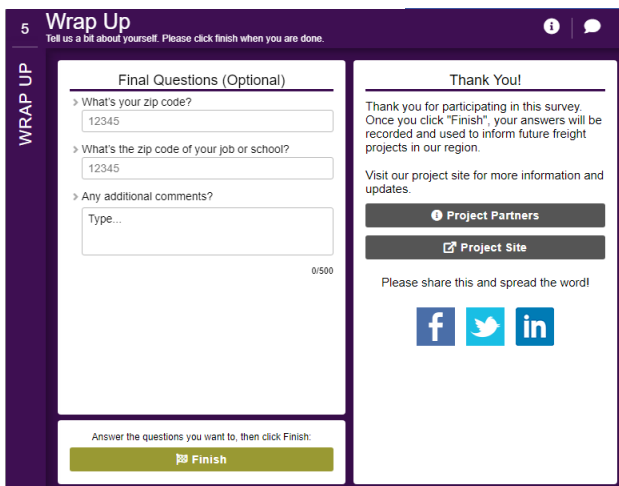 5
Wrap Up
Tell us a bit about yourself. Please click finish when you are done.
WRAP UP
Final Questions (Optional)
What's your zip code?
12345
What's the zip code of your job or school?
12345
Any additional comments?
Type...
0/500
Answer the questions you want to, then click Finish:
Finish
Thank You!
Thank you for participating in this survey.
Once you click "Finish", your answers will be
recorded and used to inform future freight
projects in our region.
Visit our project site for more information and
updates.
Project Partners
Project Site
Please share this and spread the word!
f
in